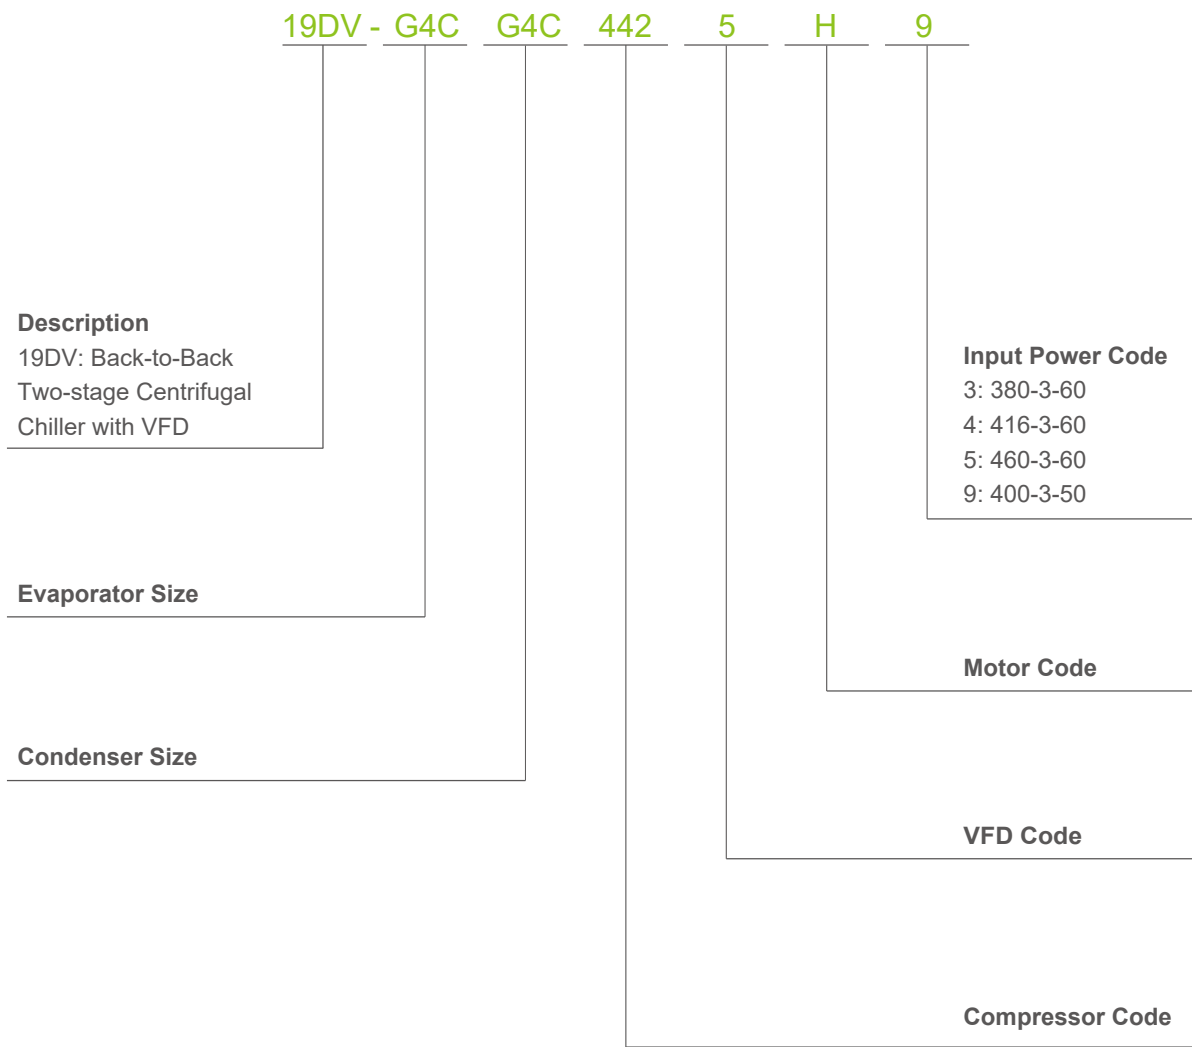 19DV - G4C G4C 442 5 H 9
Description
19DV: Back-to-Back
Two-stage Centrifugal
Chiller with VFD
Input Power Code
3: 380-3-60
4: 416-3-60
5: 460-3-60
9: 400-3-50
Evaporator Size
Motor Code
Condenser Size
VFD Code
Compressor Code